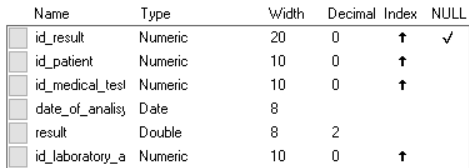 Name Type Width Decimal Index NULL
id_result Numeric 20 0 ↑ ✓
id_patient Numeric 10 0 ↑
id_medical_test Numeric 10 0 ↑
date_of_analisy Date 8
result Double 8 2
id_laboratory_a Numeric 10 0 ↑